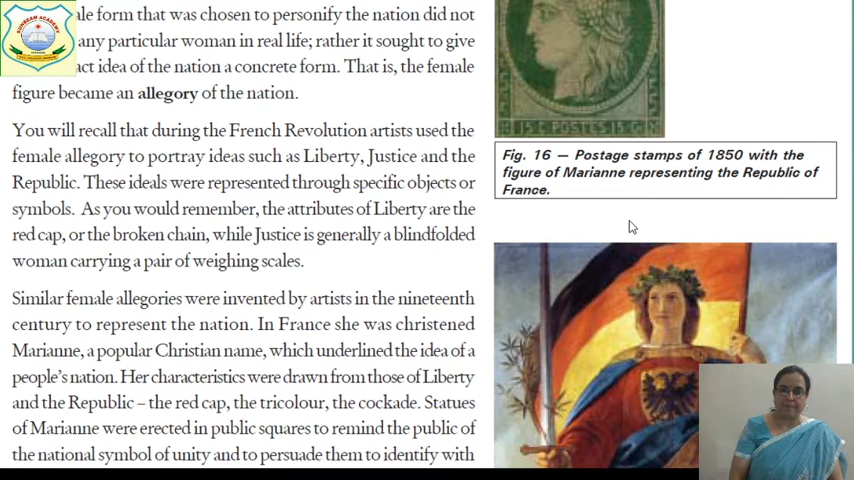 SUNBEAM ACADEMY
ale form that was chosen to personify the nation did not
any particular woman in real life; rather it sought to give
act idea of the nation a concrete form. That is, the female
figure became an allegory of the nation.
You will recall that during the French Revolution artists used the
female allegory to portray ideas such as Liberty, Justice and the
Republic. These ideals were represented through specific objects or
symbols. As you would remember, the attributes of Liberty are the
red cap, or the broken chain, while Justice is generally a blindfolded
woman carrying a pair of weighing scales.
Similar female allegories were invented by artists in the nineteenth
century to represent the nation. In France she was christened
Marianne, a popular Christian name, which underlined the idea of a
people's nation. Her characteristics were drawn from those of Liberty
and the Republic – the red cap, the tricolour, the cockade. Statues
of Marianne were erected in public squares to remind the public of
the national symbol of unity and to persuade them to identify with
15 C POSTES 15 C
Fig. 16 — Postage stamps of 1850 with the
figure of Marianne representing the Republic of
France.